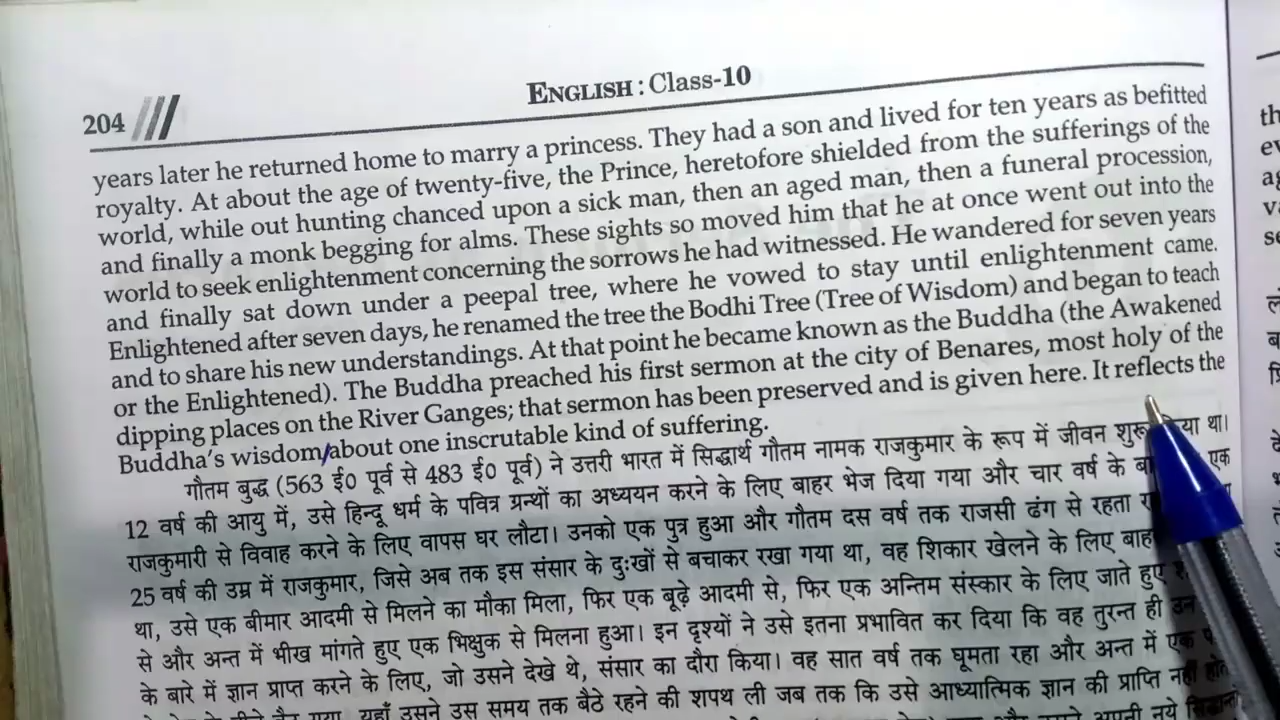 204
ENGLISH : Class-10
years later he returned home to marry a princess. They had a son and lived for ten years as befitted
royalty. At about the age of twenty-five, the Prince, heretofore shielded from the sufferings of the
world, while out hunting chanced upon a sick man, then an aged man, then a funeral procession,
and finally a monk begging for alms. These sights so moved him that he at once went out into the
world to seek enlightenment concerning the sorrows he had witnessed. He wandered for seven years
and finally sat down under a peepal tree, where he vowed to stay until enlightenment came.
Enlightened after seven days, he renamed the tree the Bodhi Tree (Tree of Wisdom) and began to teach
and to share his new understandings. At that point he became known as the Buddha (the Awakened
or the Enlightened). The Buddha preached his first sermon at the city of Benares, most holy of the
dipping places on the River Ganges; that sermon has been preserved and is given here. It reflects the
Buddha's wisdom/about one inscrutable kind of suffering.
गौतम बुद्ध (563 ई० पूर्व से 483 ई० पूर्व) ने उत्तरी भारत में सिद्धार्थ गौतम नामक राजकुमार के रूप में जीवन शुरू था।
12 वर्ष की आयु में, उसे हिन्दू धर्म के पवित्र ग्रन्थों का अध्ययन करने के लिए बाहर भेज दिया गया और चार वर्ष के एक
राजकुमारी से विवाह करने के लिए वापस घर लौटा। उनको एक पुत्र हुआ और गौतम दस वर्ष तक राजसी ढंग से रहता
25 वर्ष की उम्र में राजकुमार, जिसे अब तक इस संसार के दुःखों से बचाकर रखा गया था, वह शिकार खेलने के लिए
था, उसे एक बीमार आदमी से मिलने का मौका मिला, फिर एक बूढ़े आदमी से, फिर एक अन्तिम संस्कार के लिए जाते हुए
से और अन्त में भीख मांगते हुए एक भिक्षुक से मिलना हुआ। इन दृश्यों ने उसे इतना प्रभावित कर दिया कि वह तुरन्त ही उन
के बारे में ज्ञान प्राप्त करने के लिए, जो उसने देखे थे, संसार का दौरा किया। वह सात वर्ष तक घूमता रहा और अन्त में एक
यहाँ उसने उस समय तक बैठे रहने की शपथ ली जब तक कि उसे आध्यात्मिक ज्ञान की प्राप्ति नहीं